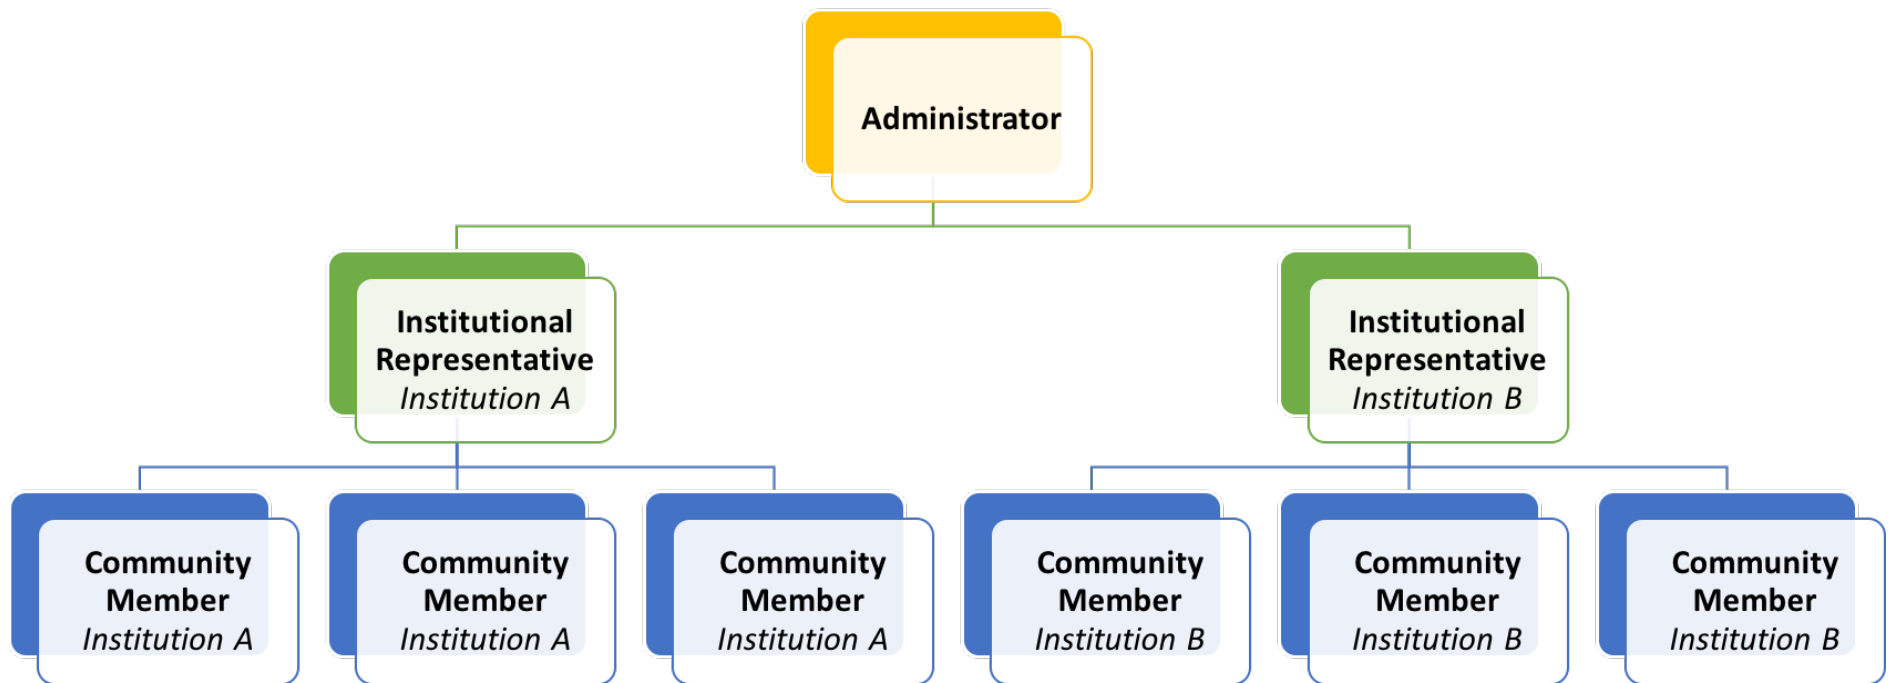 Administrator
Institutional
Representative
Institution A
Institutional
Representative
Institution B
Community
Member
Institution A
Community
Member
Institution A
Community
Member
Institution A
Community
Member
Institution B
Community
Member
Institution B
Community
Member
Institution B